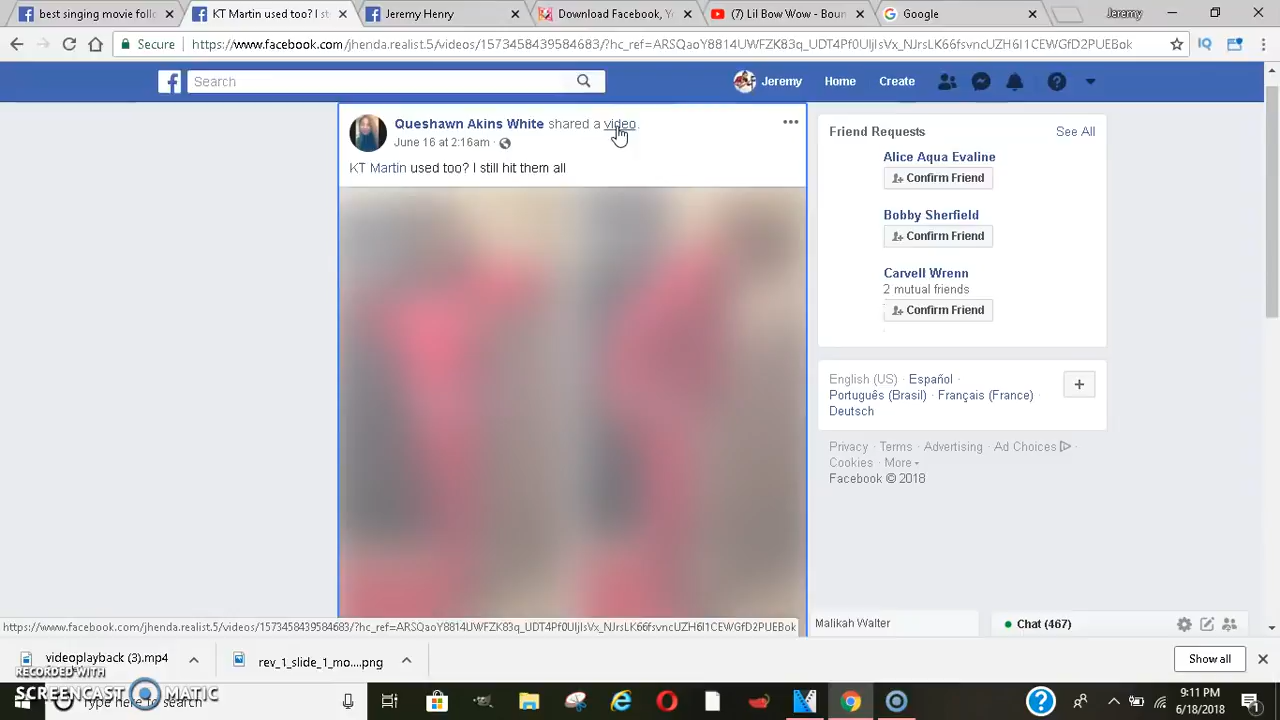 best singing movie follo
KT Martin used too? I st
Jeremy Henry
Download Facebook, Y
(7) Lil Bow Wow - Boun
Google
Jeremy
Secure
https://www.facebook.com/jhenda.realist.5/videos/1573458439584683/?hc_ref=ARSQaoY8814UWFZK83q_UDT4Pf0UljlsVx_NJrsLK66fsvncUZH6I1CEWGfD2PUEBok
Search
Jeremy
Home
Create
Queshawn Akins White shared a video.
June 16 at 2:16am
KT Martin used too? I still hit them all
Friend Requests
See All
Alice Aqua Evaline
Confirm Friend
Bobby Sherfield
Confirm Friend
Carvell Wrenn
2 mutual friends
Confirm Friend
English (US) · Español ·
Português (Brasil) · Français (France) ·
Deutsch
Privacy · Terms · Advertising · Ad Choices ·
Cookies · More
Facebook © 2018
https://www.facebook.com/jhenda.realist.5/videos/1573458439584683/?hc_ref=ARSQaoY8814UWFZK83q_UDT4Pf0UljlsVx_NJrsLK66fsvncUZH6I1CEWGfD2PUEBok
Malikah Walter
Chat (467)
videoplayback (3).mp4
rev_1_slide_1_mo....png
Show all
RECORDED WITH
SCREENCAST MATIC
Type here to search
9:11 PM
6/18/2018